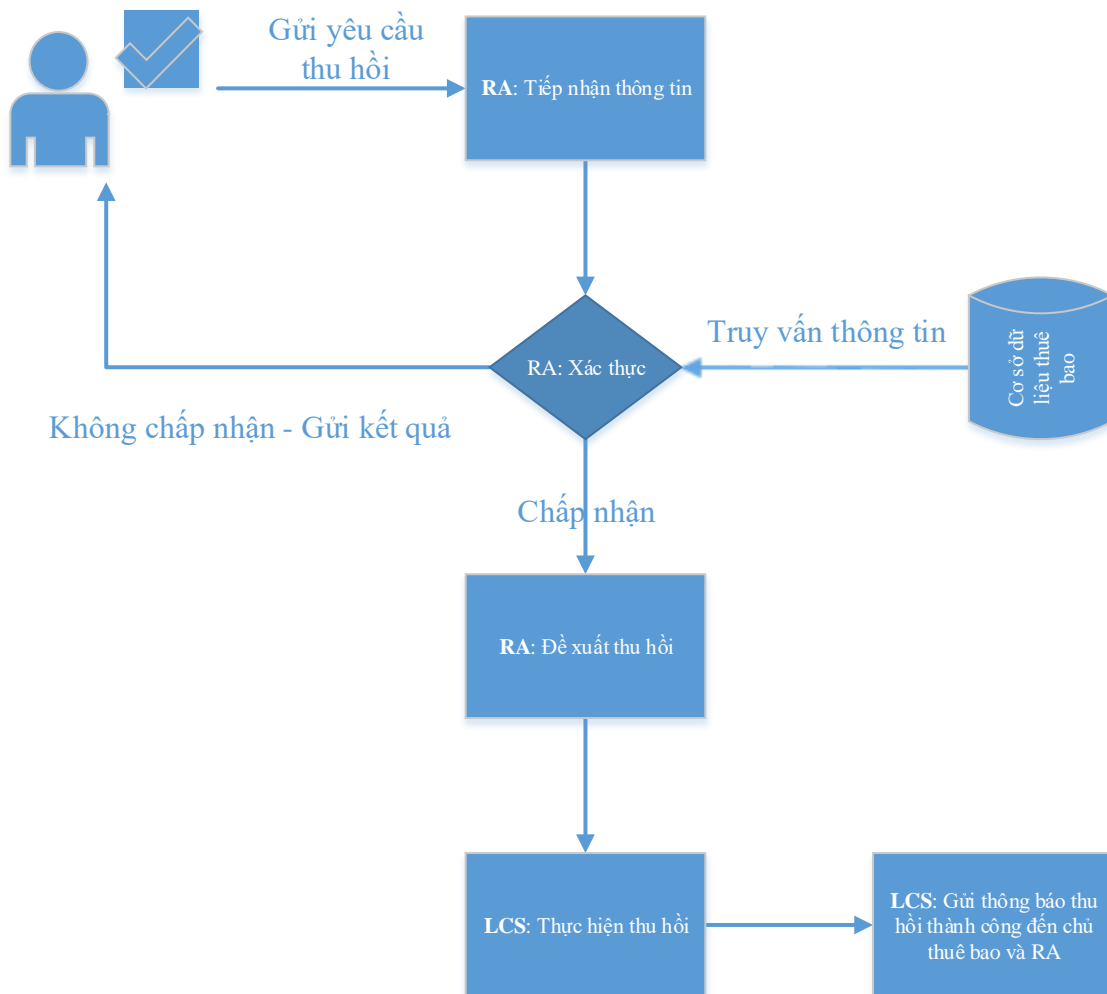 Gửi yêu cầu
thu hồi
RA: Tiếp nhận thông tin
Truy vấn thông tin
Cơ sở dữ
liệu thuê
bao
RA: Xác thực
Không chấp nhận - Gửi kết quả
Chấp nhận
RA: Đề xuất thu hồi
LCS: Thực hiện thu hồi
LCS: Gửi thông báo thu
hồi thành công đến chủ
thuê bao và RA